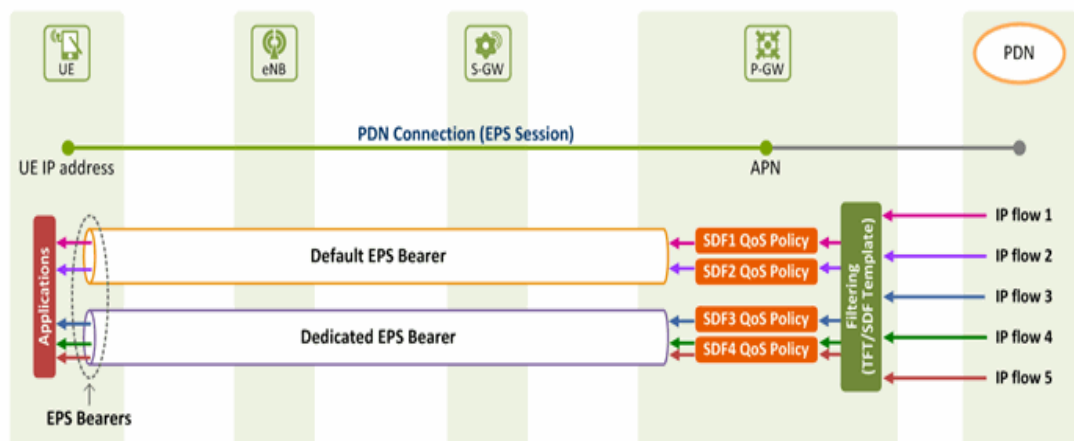 UE
eNB
S-GW
P-GW
PDN
PDN Connection (EPS Session)
UE IP address
APN
Applications
Default EPS Bearer
SDF1 QoS Policy
SDF2 QoS Policy
Dedicated EPS Bearer
SDF3 QoS Policy
SDF4 QoS Policy
Filtering
(TFT/SDF Template)
IP flow 1
IP flow 2
IP flow 3
IP flow 4
IP flow 5
EPS Bearers